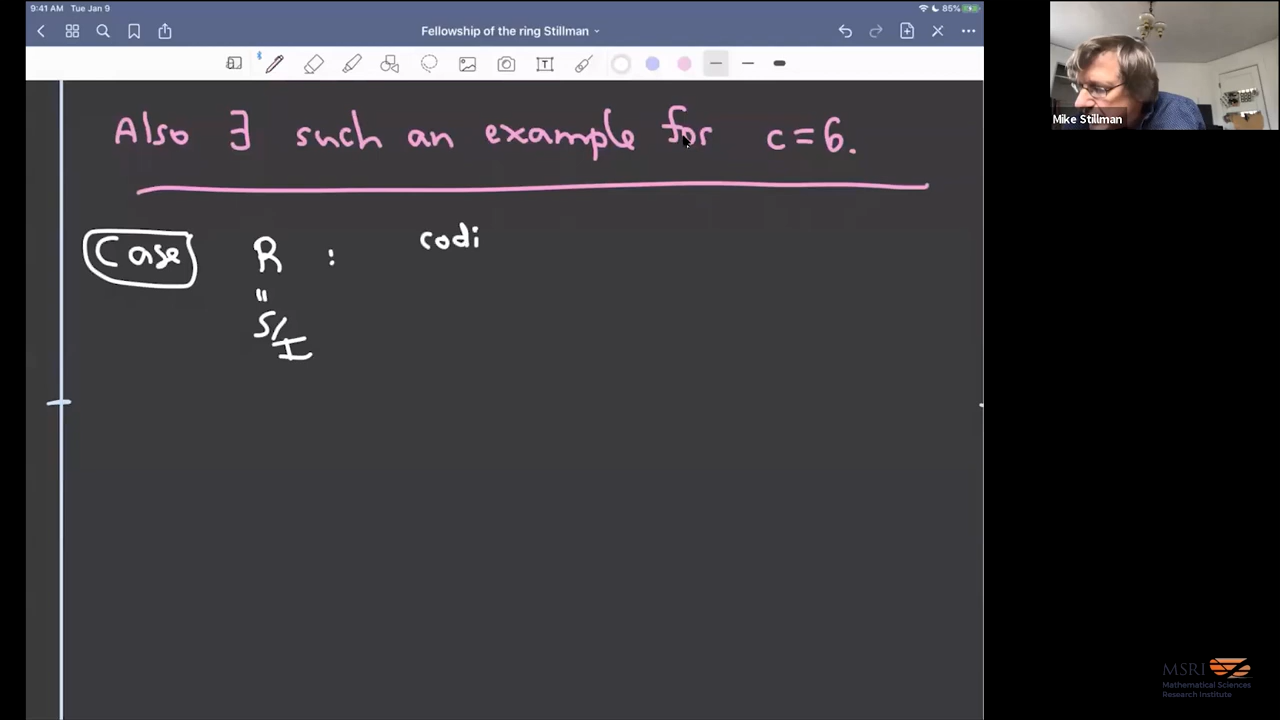 9:41 AM Tue Jan 9
85%
Fellowship of the ring Stillman
T
Also ∃ such an example for c=6.
Case R : codi
"
S/I
Mike Stillman
MSRI
Mathematical Sciences
Research Institute